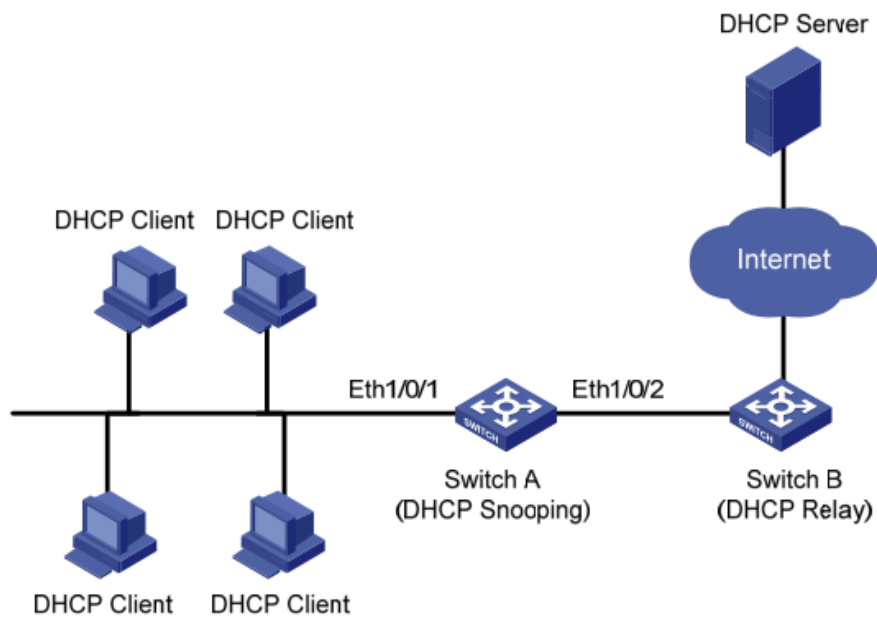 DHCP Server
DHCP Client
DHCP Client
Internet
Eth1/0/1
Eth1/0/2
SWITCH
SWITCH
Switch A
(DHCP Snooping)
Switch B
(DHCP Relay)
DHCP Client
DHCP Client